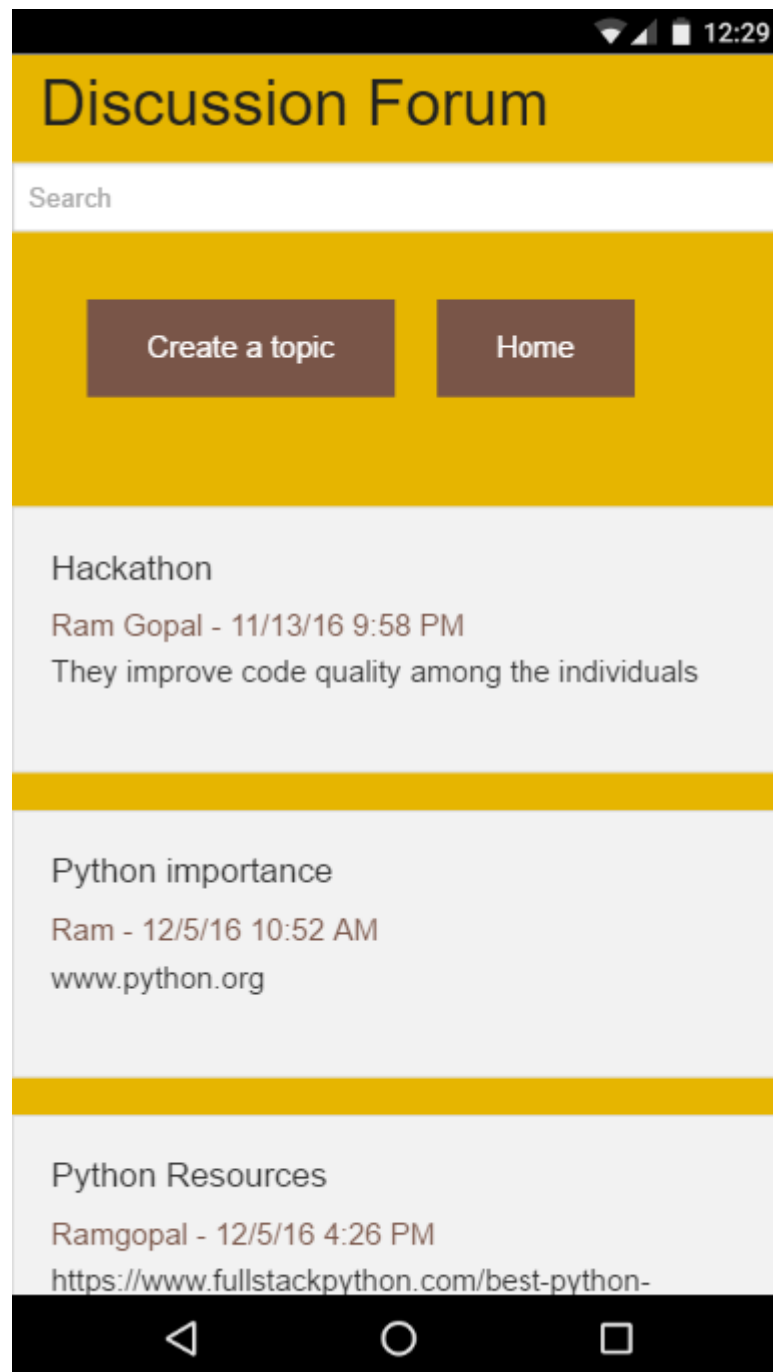 12:29
Discussion Forum
Search
Create a topic
Home
Hackathon
Ram Gopal - 11/13/16 9:58 PM
They improve code quality among the individuals
Python importance
Ram - 12/5/16 10:52 AM
www.python.org
Python Resources
Ramgopal - 12/5/16 4:26 PM
https://www.fullstackpython.com/best-python-